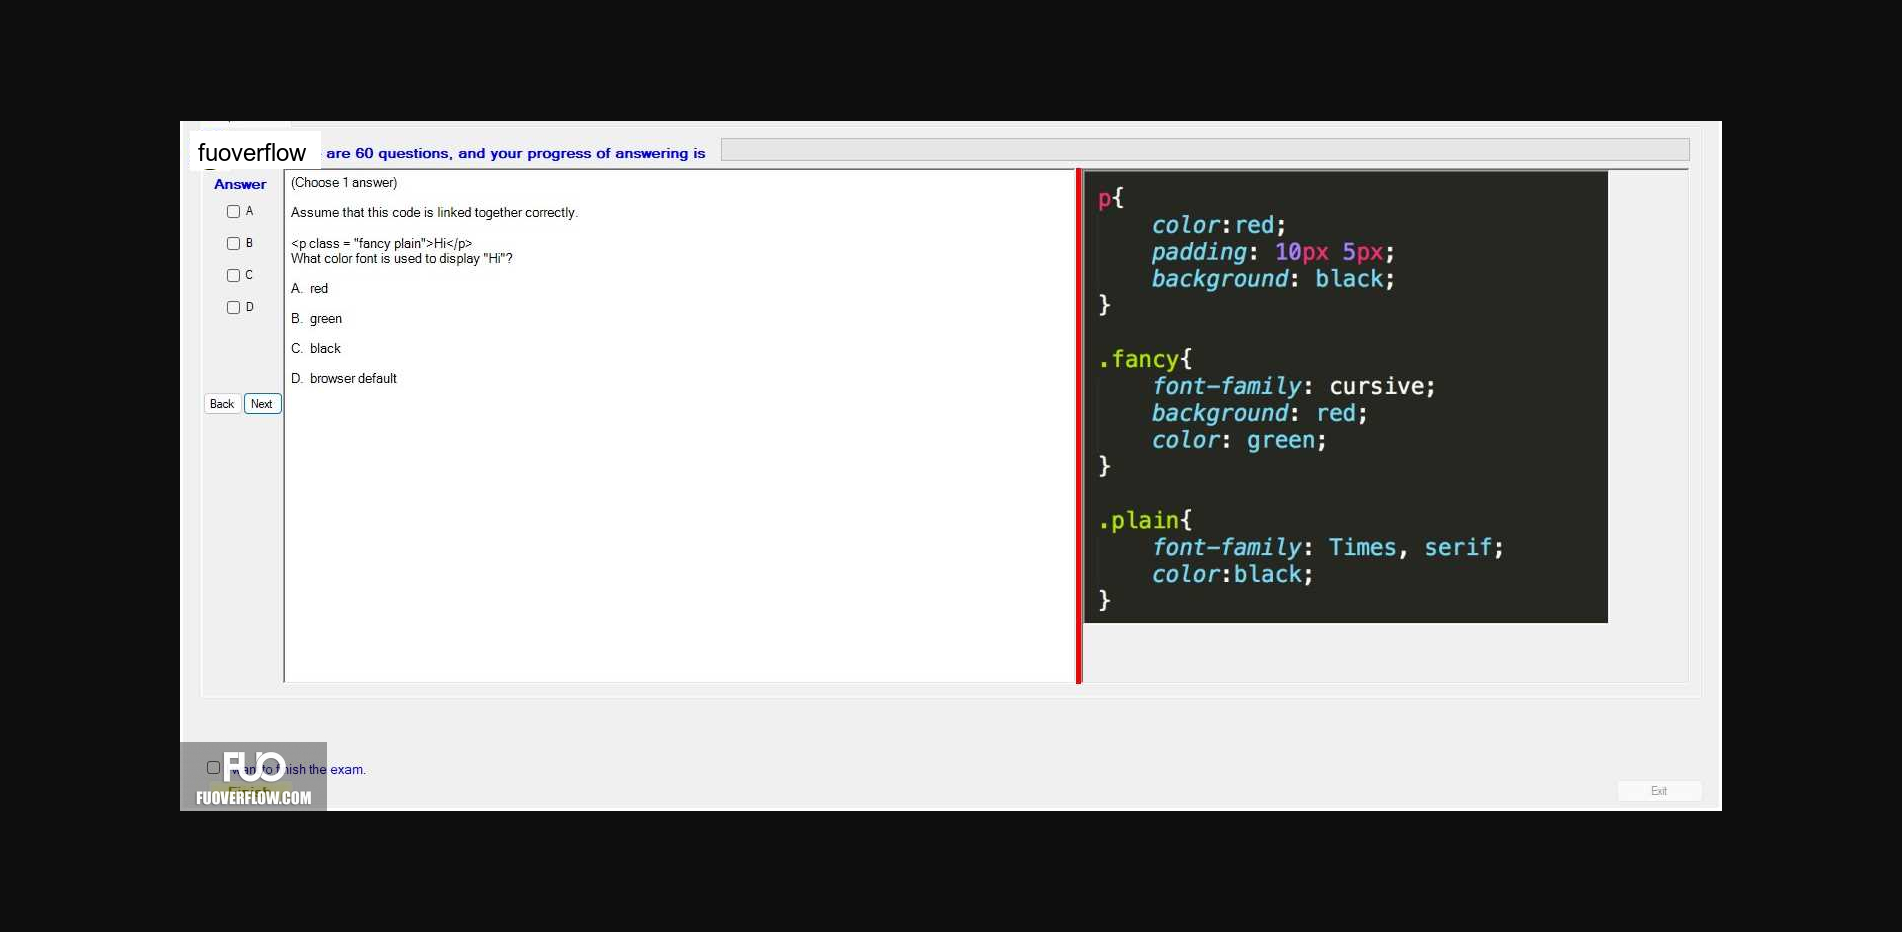 fuoverflow are 60 questions, and your progress of answering is
Answer
A
B
C
D
Back Next
(Choose 1 answer)
Assume that this code is linked together correctly.
<p class = "fancy plain">Hi</p>
What color font is used to display "Hi"?
A. red
B. green
C. black
D. browser default
p{
color:red;
padding: 10px 5px;
background: black;
}
.fancy{
font-family: cursive;
background: red;
color: green;
}
.plain{
font-family: Times, serif;
color:black;
}
FUO
want to finish the exam.
Finish
FUOVERFLOW.COM
Exit